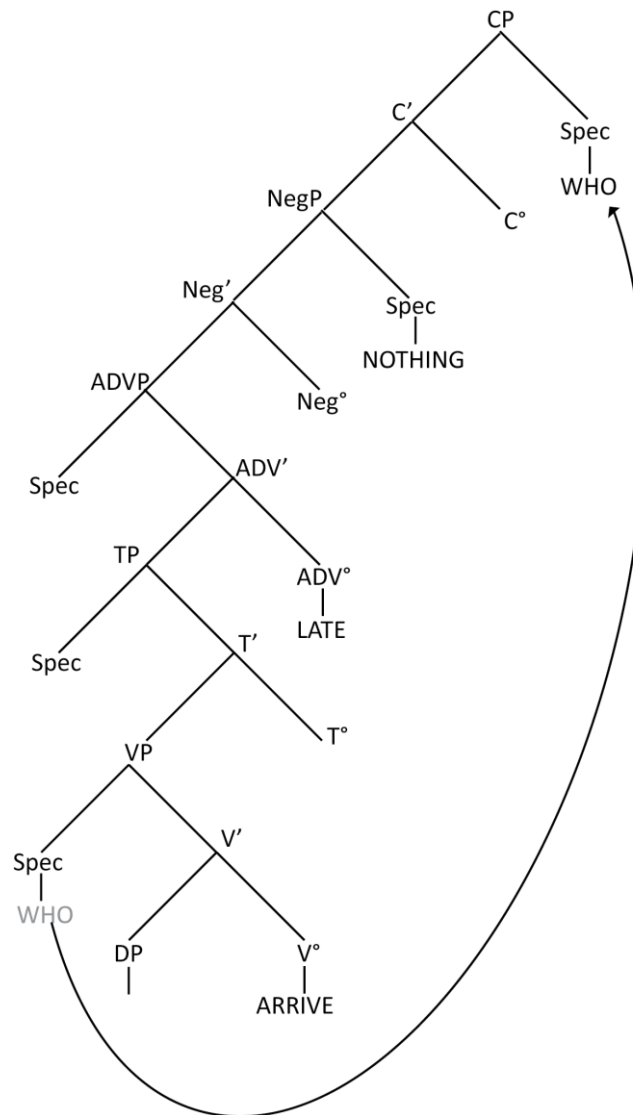 CP
C’
Spec
WHO
NegP
C°
Neg’
Spec
NOTHING
ADVP
Neg°
Spec
ADV’
TP
ADV°
LATE
Spec
T’
VP
T°
Spec
V’
WHO
DP
V°
ARRIVE